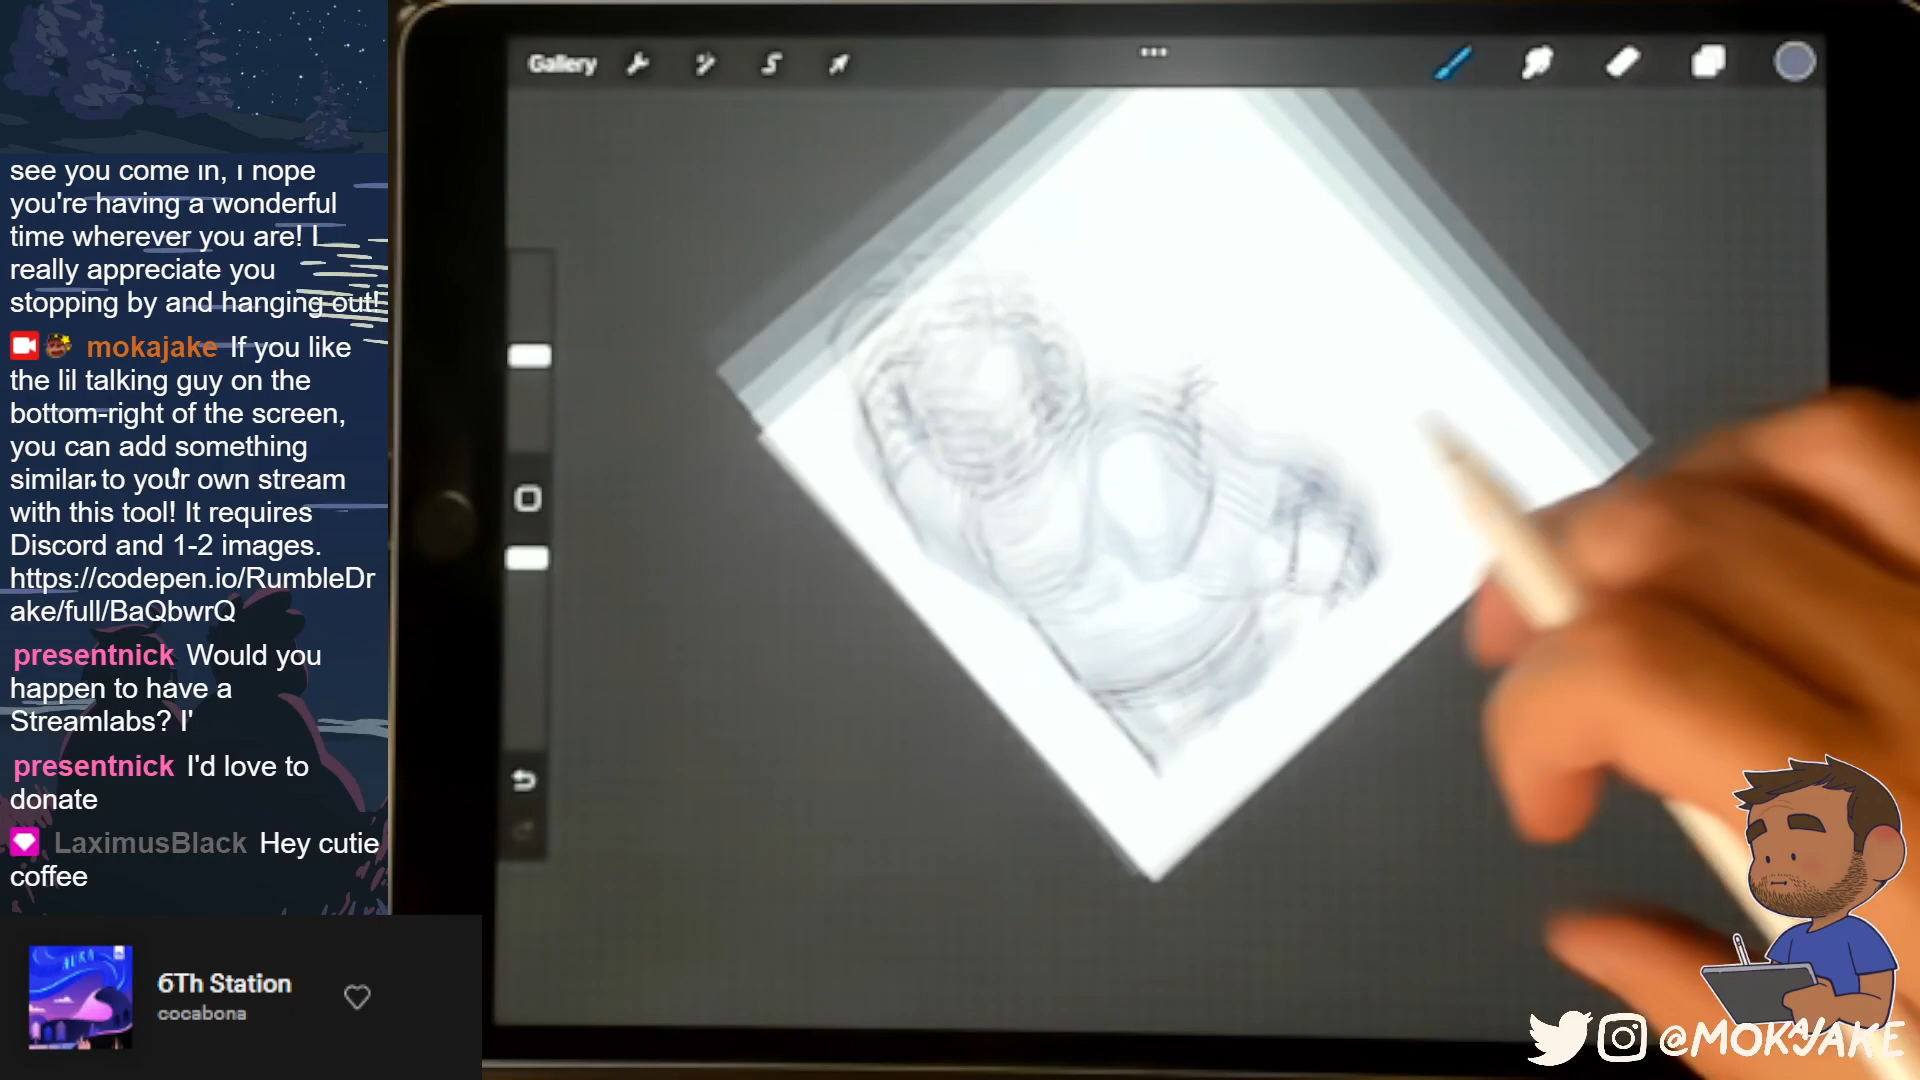 see you come in, I hope
you're having a wonderful
time wherever you are! I
really appreciate you
stopping by and hanging out!
mokajake If you like
the lil talking guy on the
bottom-right of the screen,
you can add something
similar to your own stream
with this tool! It requires
Discord and 1-2 images.
https://codepen.io/RumbleDr
ake/full/BaQbwrQ
presentnick Would you
happen to have a
Streamlabs? I'
presentnick I'd love to
donate
LaximusBlack Hey cutie
coffee
6Th Station
cocabona
Gallery
@MOKAJAKE